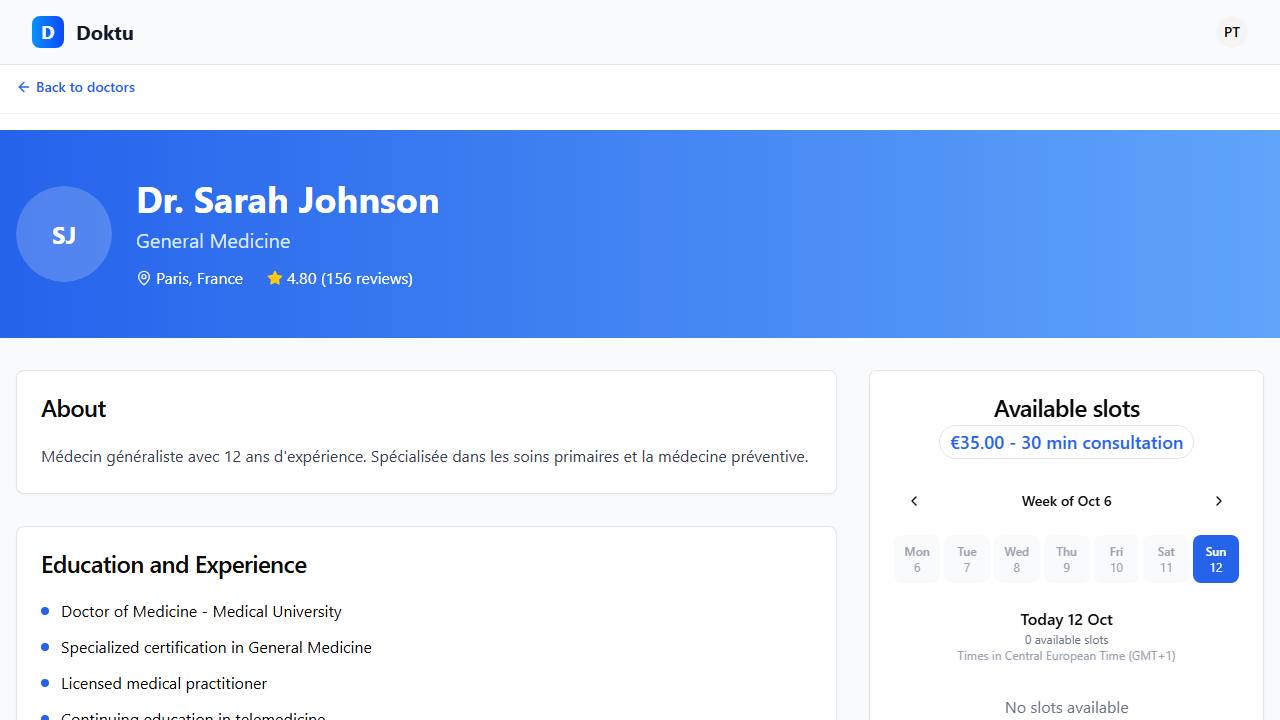 D Doktu
PT
Back to doctors
SJ
Dr. Sarah Johnson
General Medicine
Paris, France 4.80 (156 reviews)
About
Médecin généraliste avec 12 ans d'expérience. Spécialisée dans les soins primaires et la médecine préventive.
Education and Experience
Doctor of Medicine - Medical University
Specialized certification in General Medicine
Licensed medical practitioner
Continuing education in telemedicine
Available slots
€35.00 - 30 min consultation
Week of Oct 6
Mon Tue Wed Thu Fri Sat Sun
6 7 8 9 10 11 12
Today 12 Oct
0 available slots
Times in Central European Time (GMT+1)
No slots available